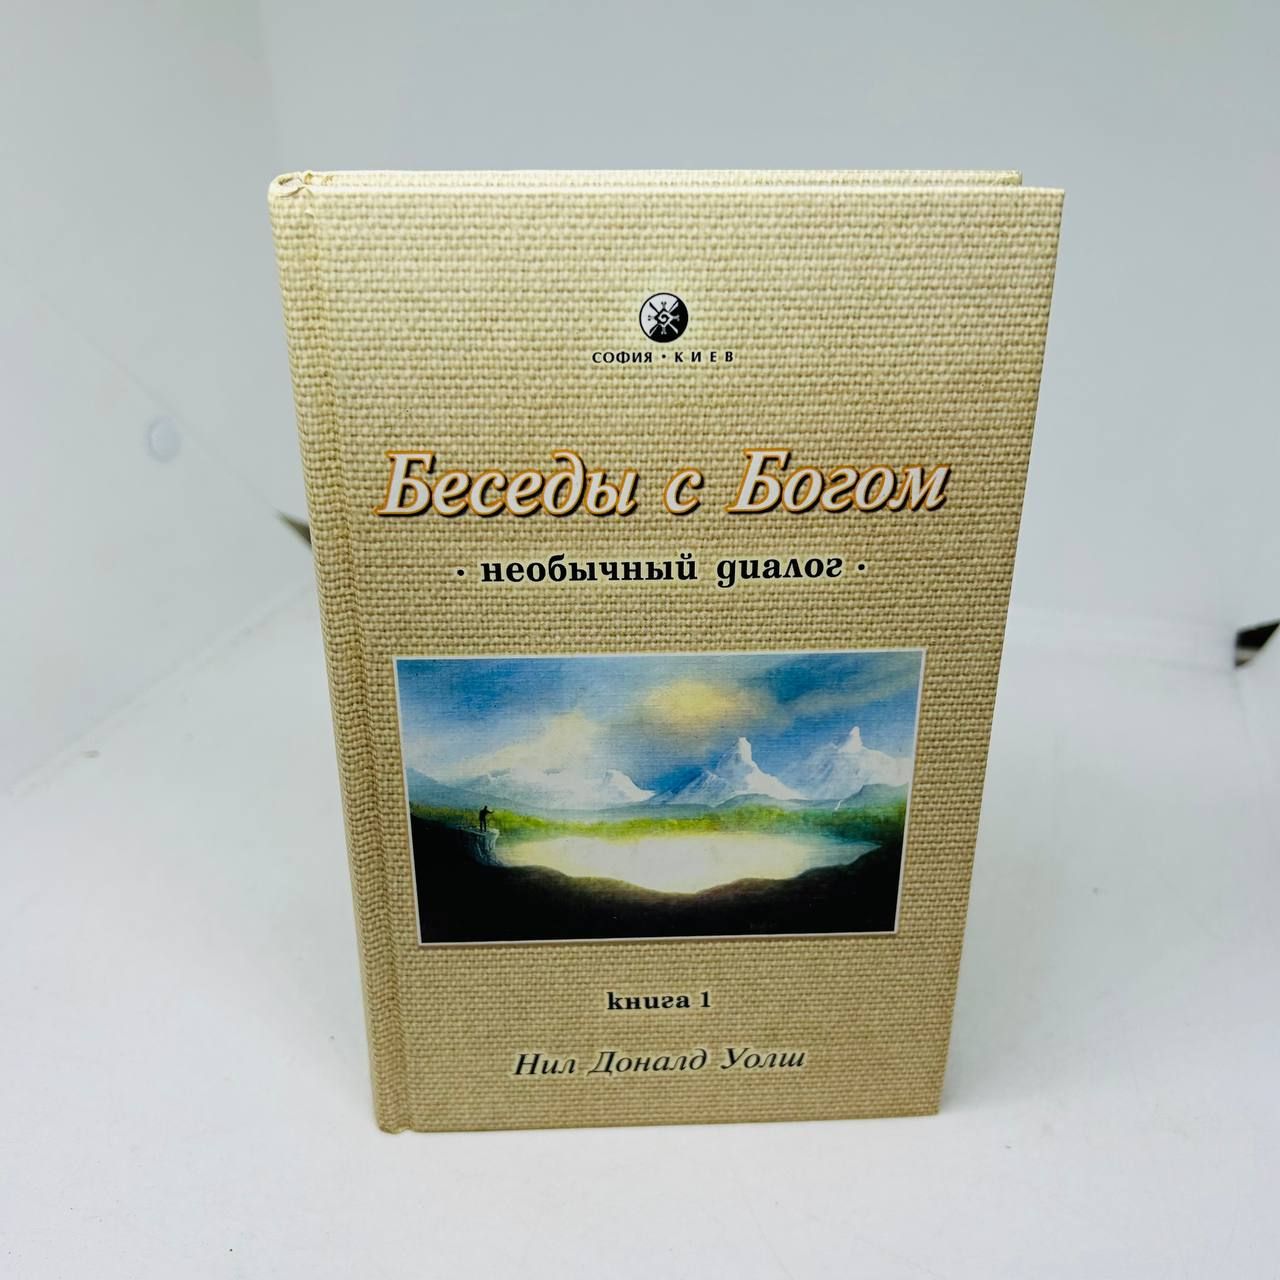 СОФИЯ • КИЕВ
Беседы с Богом
• необычный диалог •
книга 1
Нил Доналд Уолш